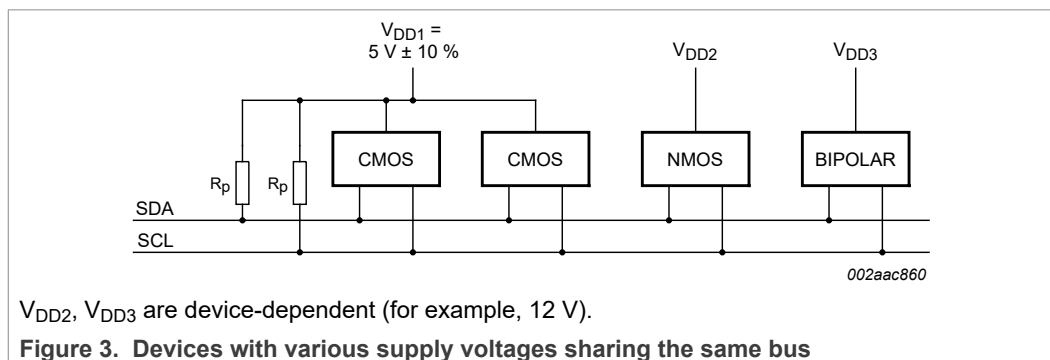 VDD1 =
5 V ± 10 %
VDD2
VDD3
CMOS
CMOS
NMOS
BIPOLAR
Rp
Rp
SDA
SCL
002aac860
VDD2, VDD3 are device-dependent (for example, 12 V).
Figure 3. Devices with various supply voltages sharing the same bus